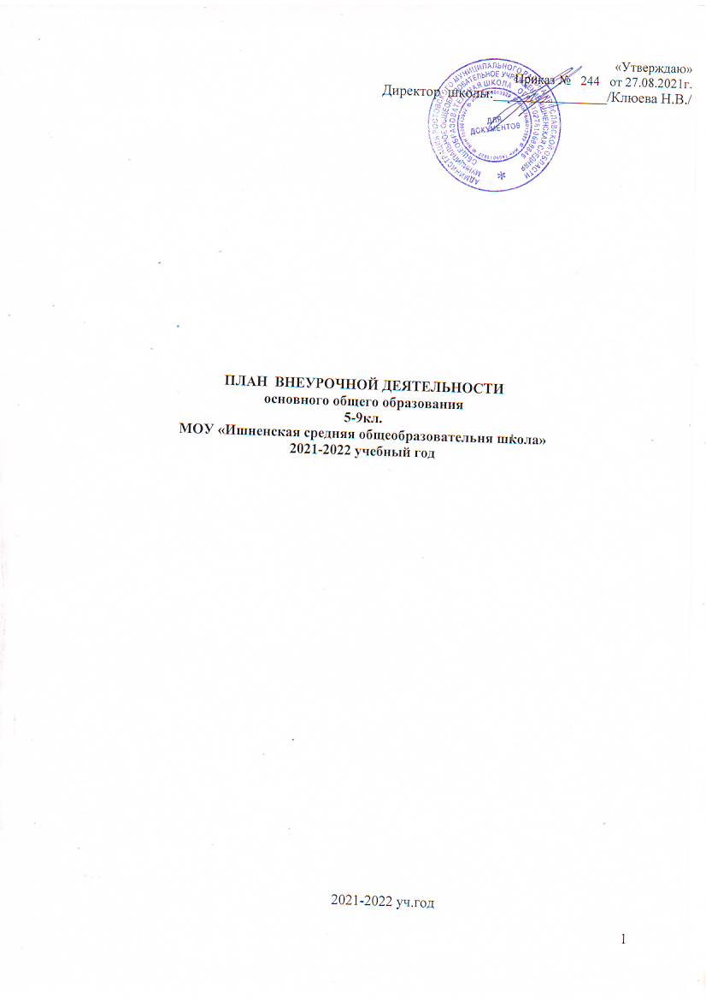 «Утверждаю»
Приказ № 244 от 27.08.2021г.
Директор школы:_______________/Клюева Н.В./
ДЛЯ
ДОКУМЕНТОВ
ПЛАН ВНЕУРОЧНОЙ ДЕЯТЕЛЬНОСТИ
основного общего образования
5-9кл.
МОУ «Ишненская средняя общеобразовательня школа»
2021-2022 учебный год
2021-2022 уч.год
1